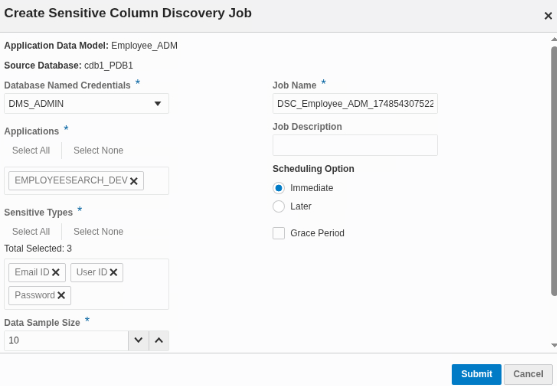 Create Sensitive Column Discovery Job
Application Data Model: Employee_ADM
Source Database: cdb1_PDB1
Database Named Credentials *
DMS_ADMIN
Applications *
Select All Select None
EMPLOYEESEARCH_DEV
Sensitive Types *
Select All Select None
Total Selected: 3
Email ID User ID
Password
Data Sample Size *
10
Job Name *
DSC_Employee_ADM_174854307522
Job Description
Scheduling Option
Immediate
Later
Grace Period
Submit Cancel